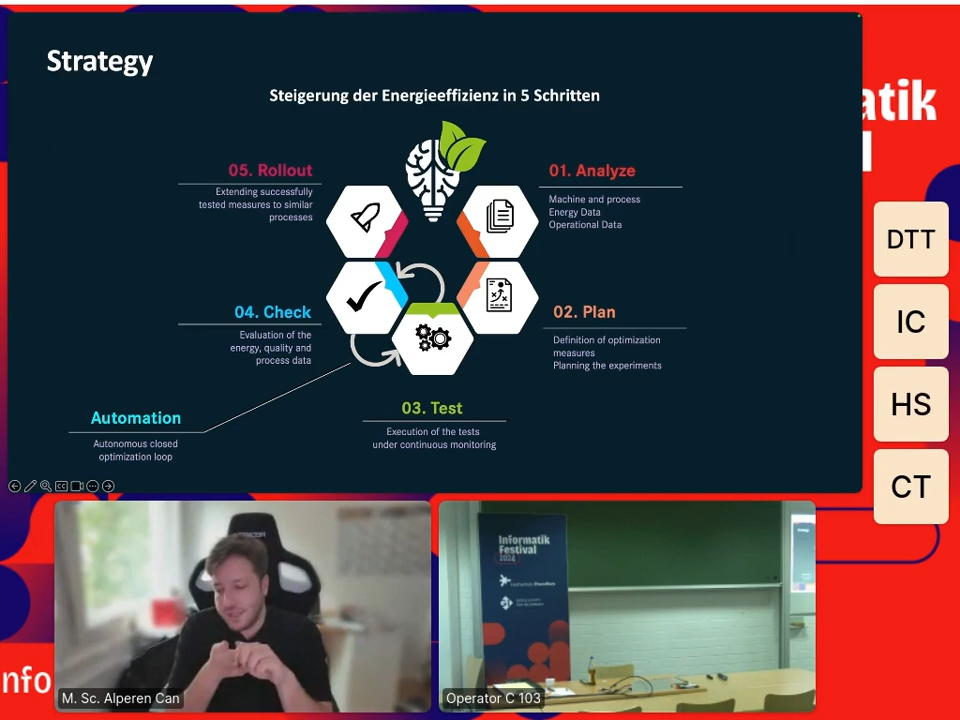 Strategy
Steigerung der Energieeffizienz in 5 Schritten
05. Rollout
Extending successfully
tested measures to similar
processes
01. Analyze
Machine and process
Energy Data
Operational Data
04. Check
Evaluation of the
energy, quality and
process data
02. Plan
Definition of optimization
measures
Planning the experiments
03. Test
Execution of the tests
under continuous monitoring
Automation
Autonomous closed
optimization loop
atik
DTT
IC
HS
CT
nfo
M. Sc. Alperen Can
Informatik
Festival
2024
Operator C 103